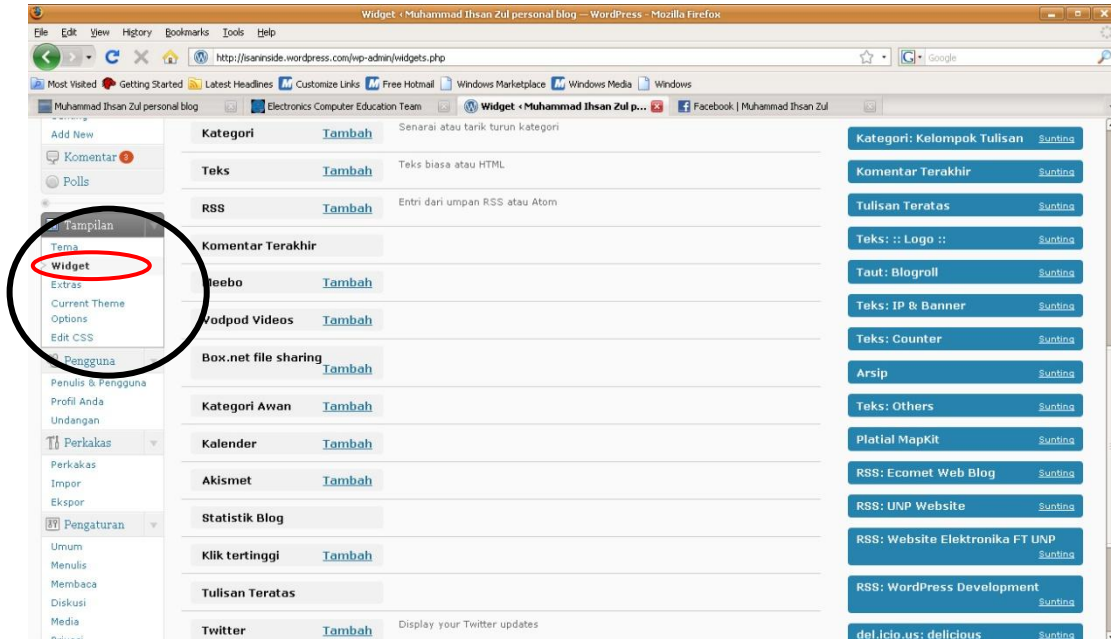 Widget ‹ Muhammad Ihsan Zul personal blog — WordPress - Mozilla Firefox
File Edit View History Bookmarks Tools Help
http://isaninside.wordpress.com/wp-admin/widgets.php
Google
Most Visited Getting Started Latest Headlines Customize Links Free Hotmail Windows Marketplace Windows Media Windows
Muhammad Ihsan Zul personal blog
Electronics Computer Education Team
Widget ‹ Muhammad Ihsan Zul p...
Facebook | Muhammad Ihsan Zul
Add New
Komentar 3
Polls
Tampilan
Tema
Widget
Extras
Current Theme
Options
Edit CSS
Pengguna
Penulis & Pengguna
Profil Anda
Undangan
Perkakas
Perkakas
Impor
Ekspor
Pengaturan
Umum
Menulis
Membaca
Diskusi
Media
Kategori Tambah Senarai atau tarik turun kategori
Teks Tambah Teks biasa atau HTML
RSS Tambah Entri dari umpan RSS atau Atom
Komentar Terakhir
Meebo Tambah
Vodpod Videos Tambah
Box.net file sharing
Tambah
Kategori Awan Tambah
Kalender Tambah
Akismet Tambah
Statistik Blog
Klik tertinggi Tambah
Tulisan Teratas
Twitter Tambah Display your Twitter updates
Kategori: Kelompok Tulisan Sunting
Komentar Terakhir Sunting
Tulisan Teratas Sunting
Teks: :: Logo :: Sunting
Taut: Blogroll Sunting
Teks: IP & Banner Sunting
Teks: Counter Sunting
Arsip Sunting
Teks: Others Sunting
Platial MapKit Sunting
RSS: Ecomet Web Blog Sunting
RSS: UNP Website Sunting
RSS: Website Elektronika FT UNP
Sunting
RSS: WordPress Development
Sunting
del.icio.us: delicious Sunting